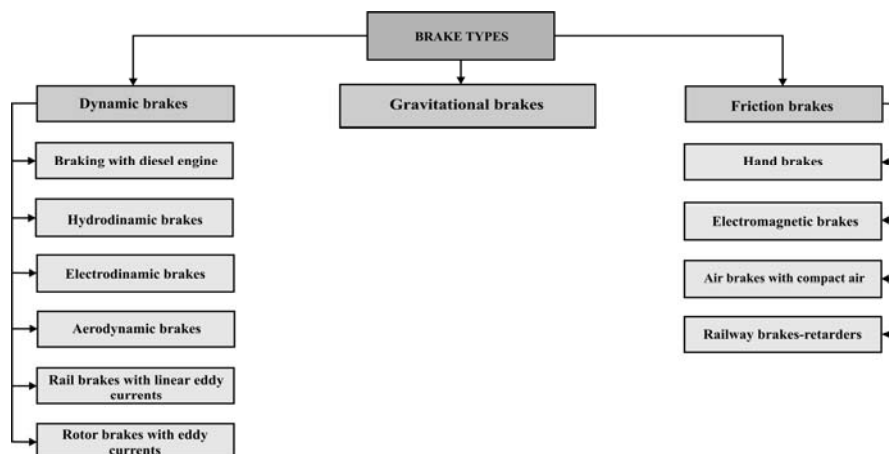 BRAKE TYPES
Dynamic brakes
Gravitational brakes
Friction brakes
Braking with diesel engine
Hydrodinamic brakes
Electrodinamic brakes
Aerodynamic brakes
Rail brakes with linear eddy
currents
Rotor brakes with eddy
currents
Hand brakes
Electromagnetic brakes
Air brakes with compact air
Railway brakes-retarders